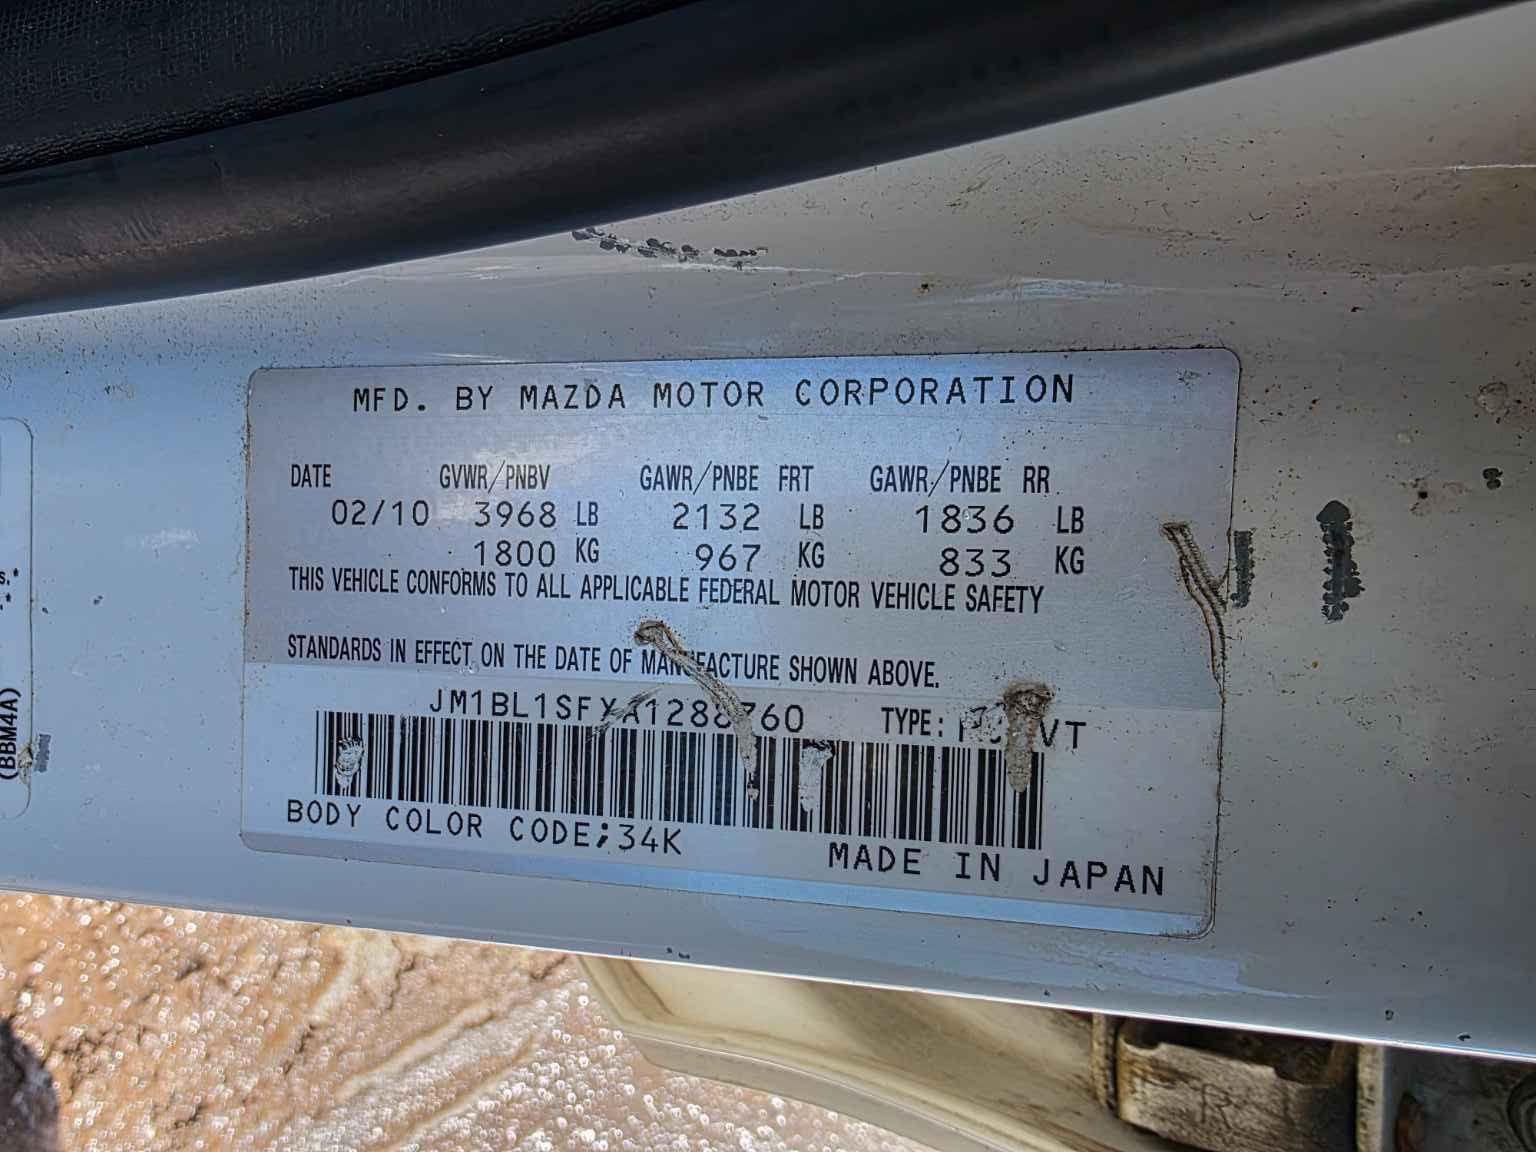 MFD. BY MAZDA MOTOR CORPORATION
DATE GVWR/PNBV GAWR/PNBE FRT GAWR/PNBE RR
02/10 3968 LB 2132 LB 1836 LB
1800 KG 967 KG 833 KG
THIS VEHICLE CONFORMS TO ALL APPLICABLE FEDERAL MOTOR VEHICLE SAFETY
STANDARDS IN EFFECT ON THE DATE OF MANUFACTURE SHOWN ABOVE.
JM1BL1SFXA1288760 TYPE:
BODY COLOR CODE;34K
MADE IN JAPAN
(BBM4A)